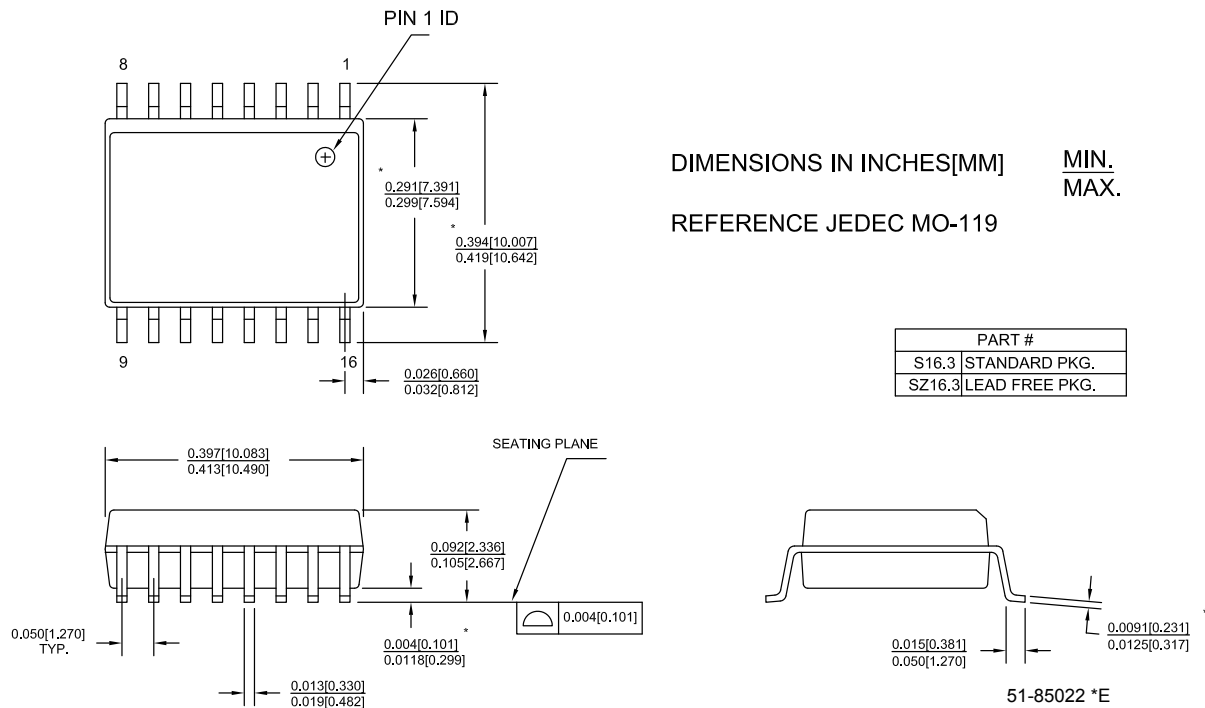 PIN 1 ID
8
1
*
0.291[7.391]
0.299[7.594]
*
0.394[10.007]
0.419[10.642]
DIMENSIONS IN INCHES[MM]
MIN.
MAX.
REFERENCE JEDEC MO-119
9
16
0.026[0.660]
0.032[0.812]
PART #
S16.3 STANDARD PKG.
SZ16.3 LEAD FREE PKG.
0.397[10.083]
0.413[10.490]
SEATING PLANE
0.092[2.336]
0.105[2.667]
0.004[0.101]
0.050[1.270]
TYP.
*
0.004[0.101]
0.0118[0.299]
0.013[0.330]
0.019[0.482]
0.015[0.381]
0.050[1.270]
*
0.0091[0.231]
0.0125[0.317]
51-85022 *E